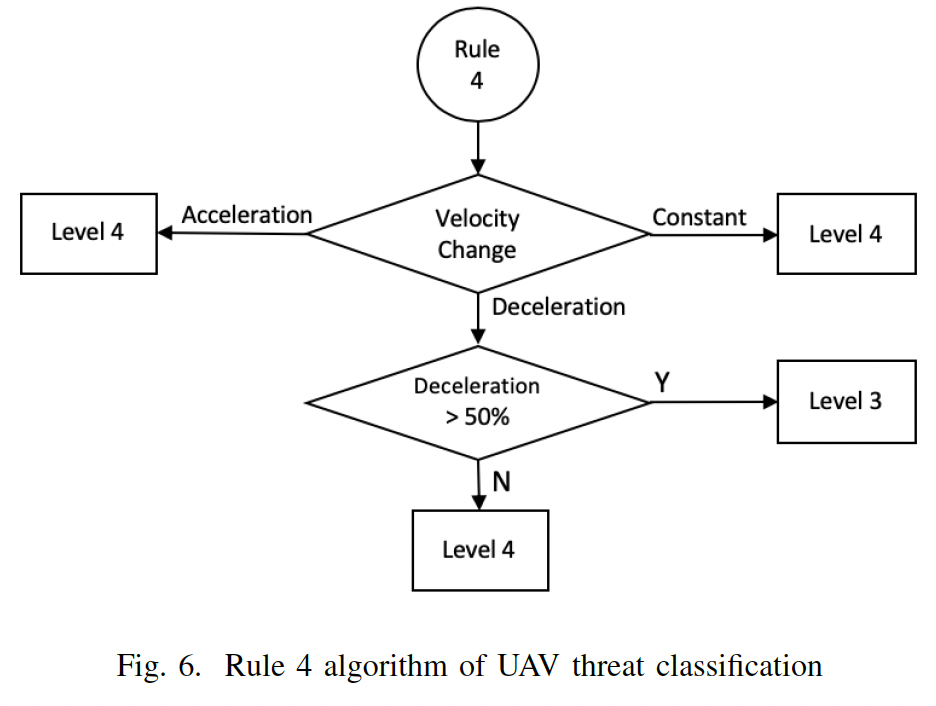 Rule
4
Velocity
Change
Acceleration
Level 4
Constant
Level 4
Deceleration
Deceleration
> 50%
Y
Level 3
N
Level 4
Fig. 6. Rule 4 algorithm of UAV threat classification